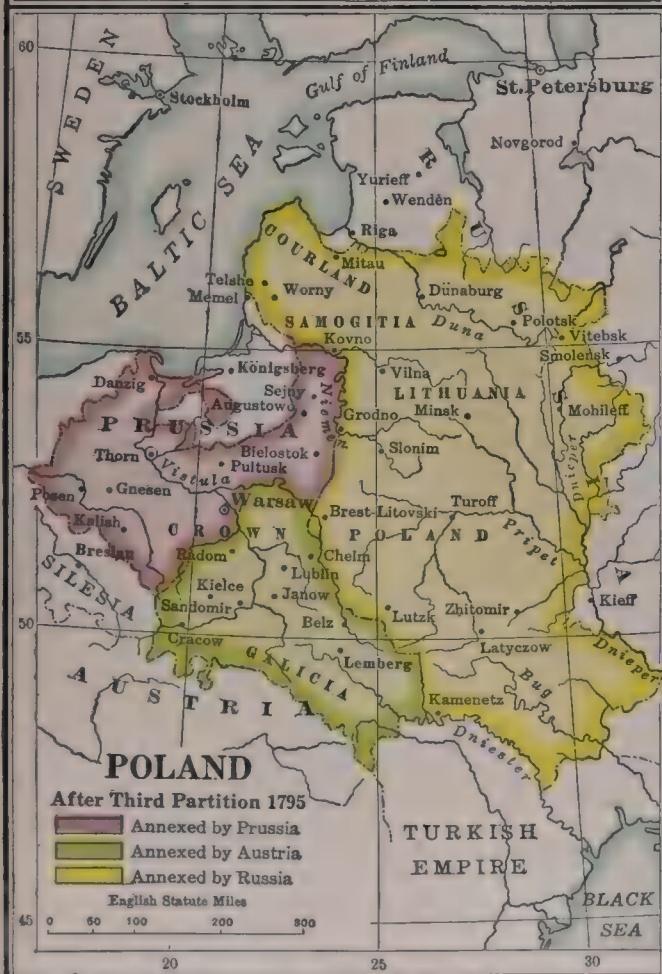 60
SWEDEN
Stockholm
Gulf of Finland
St. Petersburg
Novgorod
Yurieff
Wenden
BALTIC SEA
Riga
COURLAND
Mitau
RUSSIA
Telshe
Memel
Worny
Dünaburg
SAMOGITIA
Duna
Polotsk
Vitebsk
55
Kovno
Smolensk
Königsberg
Vilna
Danzig
Sejny
Niemen
LITHUANIA
Augustowo
Minsk
Mohileff
Grodno
PRUSSIA
Dnieper
Thorn
Vistula
Bielostok
Pultusk
Slonim
Posen
Gnesen
Warsaw
Brest-Litovski
Turoff
Kalish
CROWN POLAND
Pripet
Breslau
Radom
Chelm
SILESIA
Kielce
Lublin
Janow
Sandomir
Lutzk
Zhitomir
Kieff
50
Belz
Cracow
Latyczow
Dnieper
GALICIA
Lemberg
Bug
AUSTRIA
Kamenetz
Dniester
POLAND
After Third Partition 1795
Annexed by Prussia
Annexed by Austria
Annexed by Russia
English Statute Miles
0 50 100 200 300
TURKISH
EMPIRE
BLACK
SEA
45
20 25 30